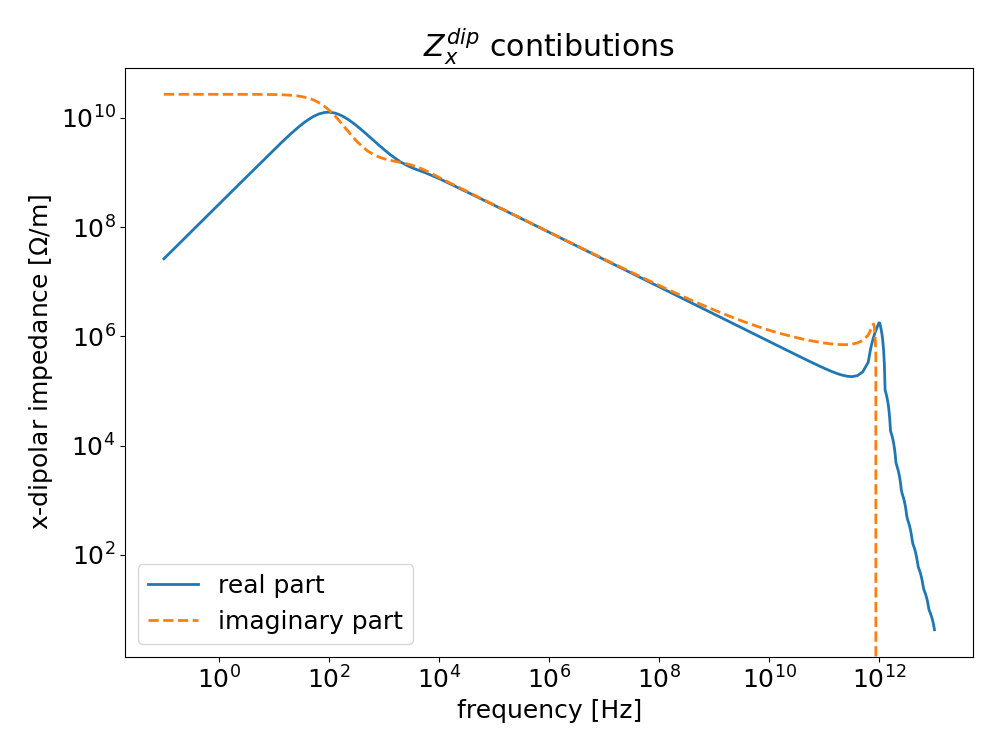 $Z_x^{dip}$ contibutions
x-dipolar impedance [Ω/m]
10^10
10^8
10^6
10^4
10^2
real part
imaginary part
10^0 10^2 10^4 10^6 10^8 10^10 10^12
frequency [Hz]